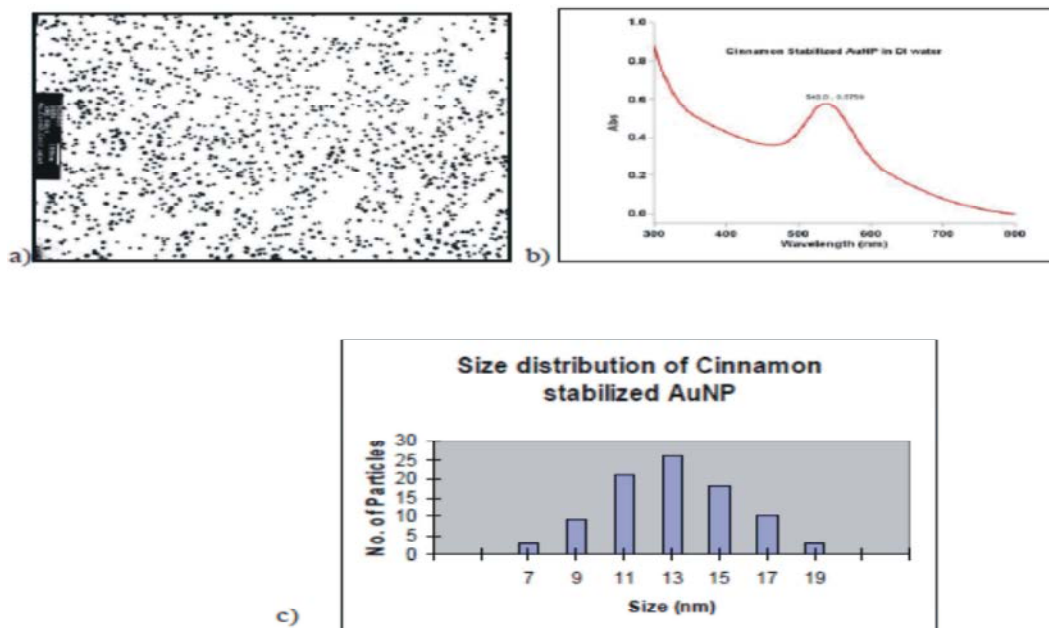 a)
Cinnamon Stabilized AuNP in DI water
Abs
1.0
0.8
0.6
0.4
0.2
0.0
300 400 500 600 700 800
Wavelength (nm)
b)
Size distribution of Cinnamon
stabilized AuNP
No. of Particles
30
25
20
15
10
5
0
7 9 11 13 15 17 19
Size (nm)
c)